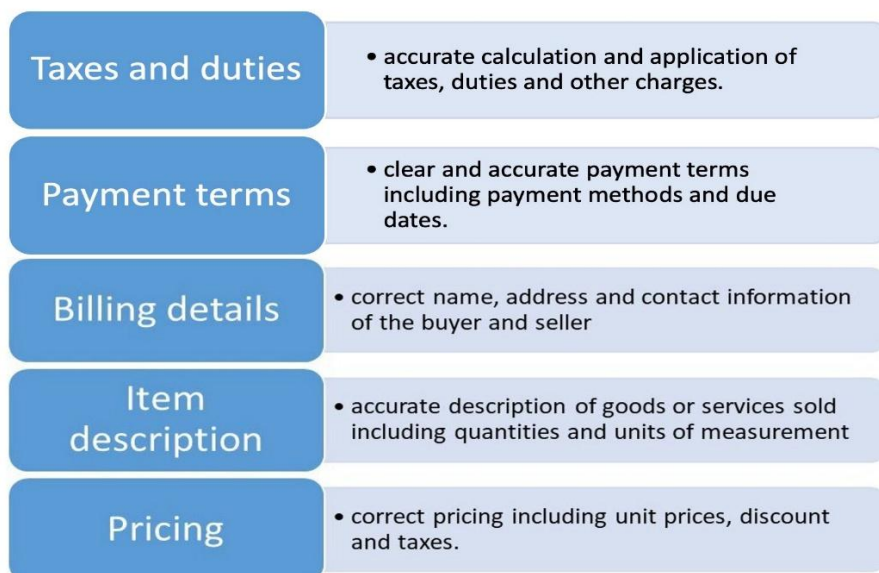 Taxes and duties
• accurate calculation and application of
taxes, duties and other charges.
Payment terms
• clear and accurate payment terms
including payment methods and due
dates.
Billing details
• correct name, address and contact information
of the buyer and seller
Item
description
• accurate description of goods or services sold
including quantities and units of measurement
Pricing
• correct pricing including unit prices, discount
and taxes.